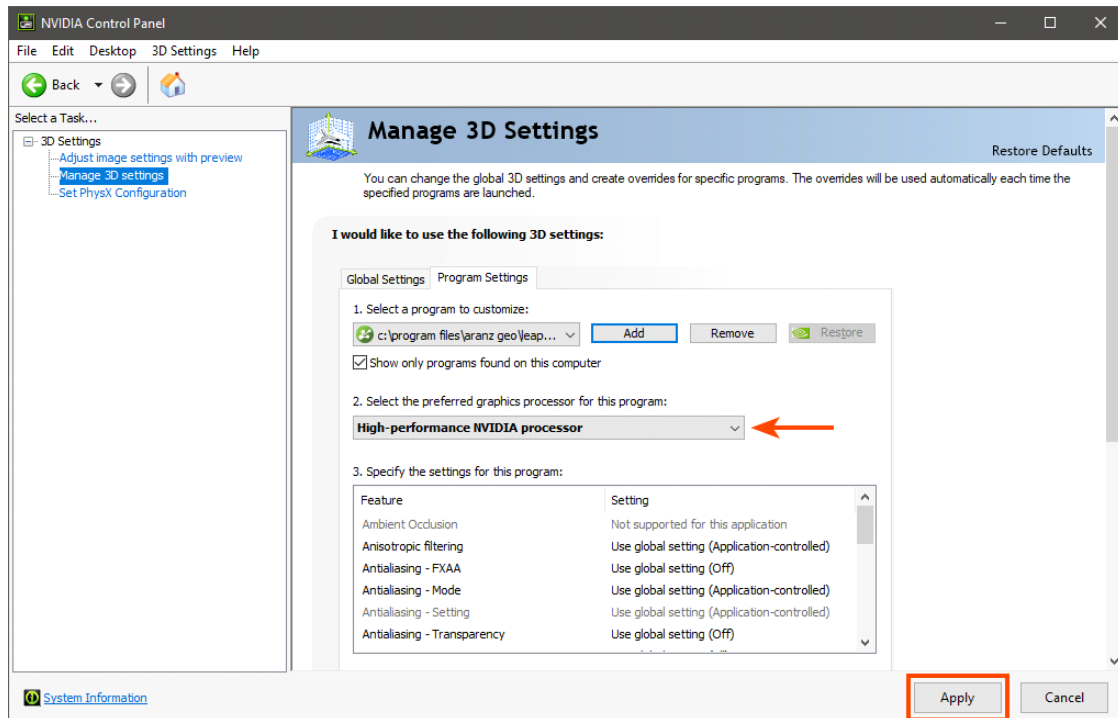 NVIDIA Control Panel
File Edit Desktop 3D Settings Help
Back
Select a Task...
3D Settings
Adjust image settings with preview
Manage 3D settings
Set PhysX Configuration
Manage 3D Settings
Restore Defaults
You can change the global 3D settings and create overrides for specific programs. The overrides will be used automatically each time the
specified programs are launched.
I would like to use the following 3D settings:
Global Settings Program Settings
1. Select a program to customize:
c:\program files\aranz geo\leap... Add Remove Restore
Show only programs found on this computer
2. Select the preferred graphics processor for this program:
High-performance NVIDIA processor
3. Specify the settings for this program:
Feature Setting
Ambient Occlusion Not supported for this application
Anisotropic filtering Use global setting (Application-controlled)
Antialiasing - FXAA Use global setting (Off)
Antialiasing - Mode Use global setting (Application-controlled)
Antialiasing - Setting Use global setting (Application-controlled)
Antialiasing - Transparency Use global setting (Off)
System Information
Apply Cancel